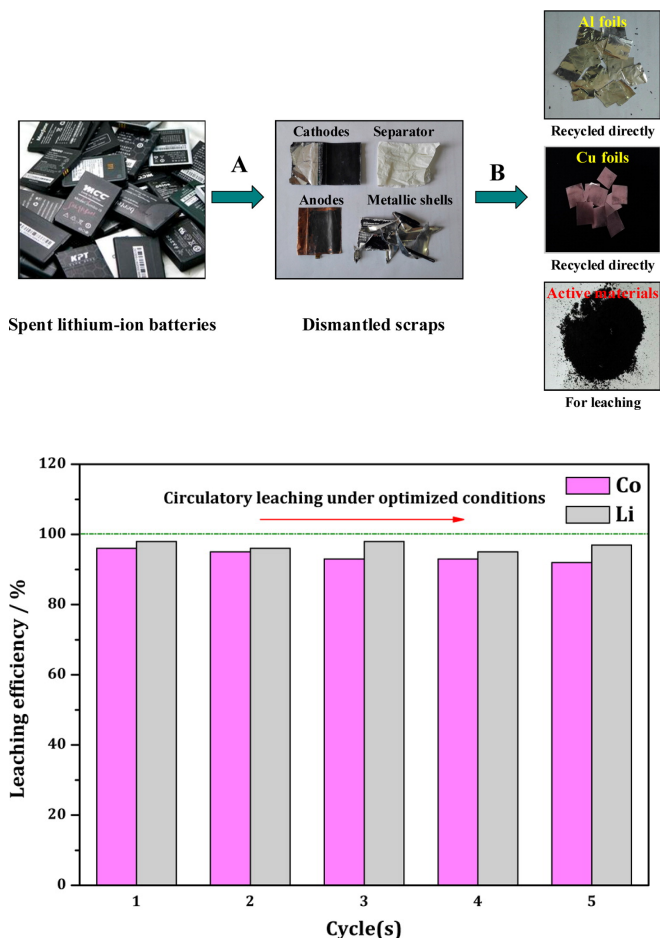 Al foils
Recycled directly
A
B
Cathodes
Separator
Anodes
Metallic shells
Cu foils
Recycled directly
Active materials
For leaching
Spent lithium-ion batteries
Dismantled scraps
MCC
KPT
Circulatory leaching under optimized conditions
Co
Li
Leaching efficiency / %
120
100
80
60
40
20
0
1
2
3
4
5
Cycle(s)